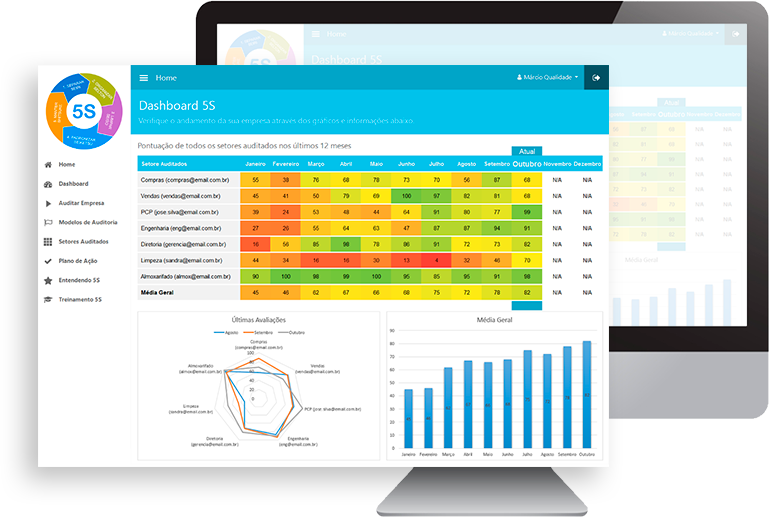 Home
Márcio Qualidade
Dashboard 5S
Verifique o andamento da sua empresa através dos gráficos e informações abaixo.
5S
Home
Dashboard
Auditar Empresa
Modelos de Auditoria
Setores Auditados
Plano de Ação
Entendendo 5S
Treinamento 5S
Pontuação de todos os setores auditados nos últimos 12 meses
Atual
Setores Auditados Janeiro Fevereiro Março Abril Maio Junho Julho Agosto Setembro Outubro Novembro Dezembro
Compras (compras@email.com.br) 55 38 76 68 78 73 70 56 87 68 N/A N/A
Vendas (vendas@email.com.br) 45 41 50 79 69 100 97 82 81 68 N/A N/A
PCP (jose.silva@email.com.br) 39 24 53 48 44 64 91 80 77 99 N/A N/A
Engenharia (eng@email.com.br) 27 26 55 64 63 47 87 87 94 91 N/A N/A
Diretoria (gerencia@email.com.br) 16 56 85 98 78 86 91 72 73 82 N/A N/A
Limpeza (sandra@email.com.br) 44 34 16 16 30 13 4 32 46 70 N/A N/A
Almoxarifado (almox@email.com.br) 90 100 98 99 100 95 85 95 91 98 N/A N/A
Média Geral 45 46 62 67 66 68 75 72 78 82 N/A N/A
Últimas Avaliações
Agosto Setembro Outubro
Compras
(compras@email.com.br)
100
80
60
40
20
0
Vendas
(vendas@email.com.br)
PCP (jose.silva@email.com.br)
Engenharia
(eng@email.com.br)
Diretoria
(gerencia@email.com.br)
Limpeza
(sandra@email.com.br)
Almoxarifado
(almox@email.com.br)
Média Geral
90
80
70
60
50
40
30
20
10
0
Janeiro Fevereiro Março Abril Maio Junho Julho Agosto Setembro Outubro
Home
Márcio Qualidade
Dashboard 5S
Atual
Média Geral